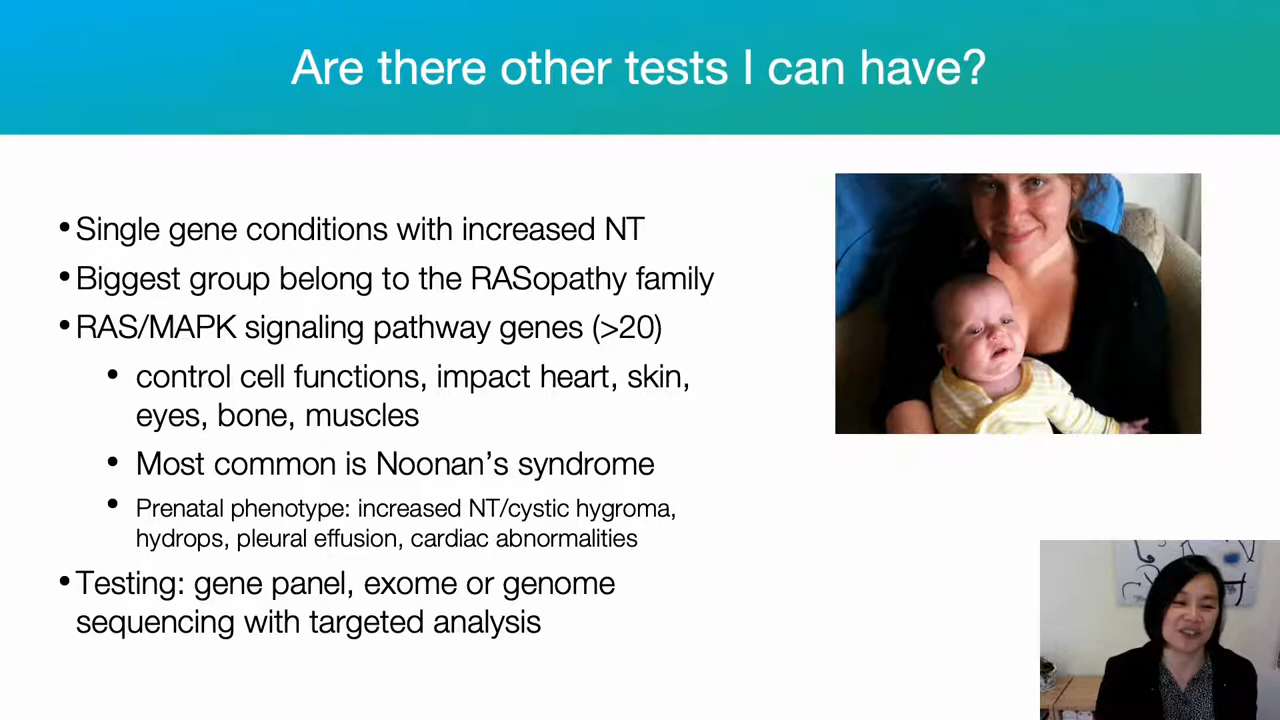 Are there other tests I can have?
•Single gene conditions with increased NT
•Biggest group belong to the RASopathy family
•RAS/MAPK signaling pathway genes (>20)
• control cell functions, impact heart, skin,
eyes, bone, muscles
• Most common is Noonan's syndrome
• Prenatal phenotype: increased NT/cystic hygroma,
hydrops, pleural effusion, cardiac abnormalities
•Testing: gene panel, exome or genome
sequencing with targeted analysis